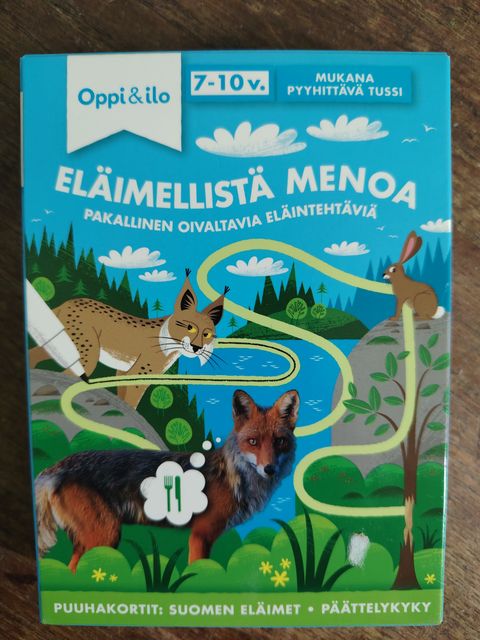 Oppi&ilo
7-10 v.
MUKANA
PYYHITTÄVÄ TUSSI
ELÄIMELLISTÄ MENOA
PAKALLINEN OIVALTAVIA ELÄINTEHTÄVIÄ
PUUHAKORTIT: SUOMEN ELÄIMET • PÄÄTTELYKYKY